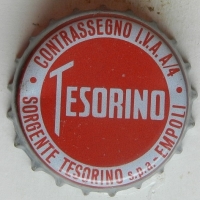 CONTRASSEGNO I.V.A. A/4
TESORINO
SORGENTE TESORINO s.p.a. - EMPOLI